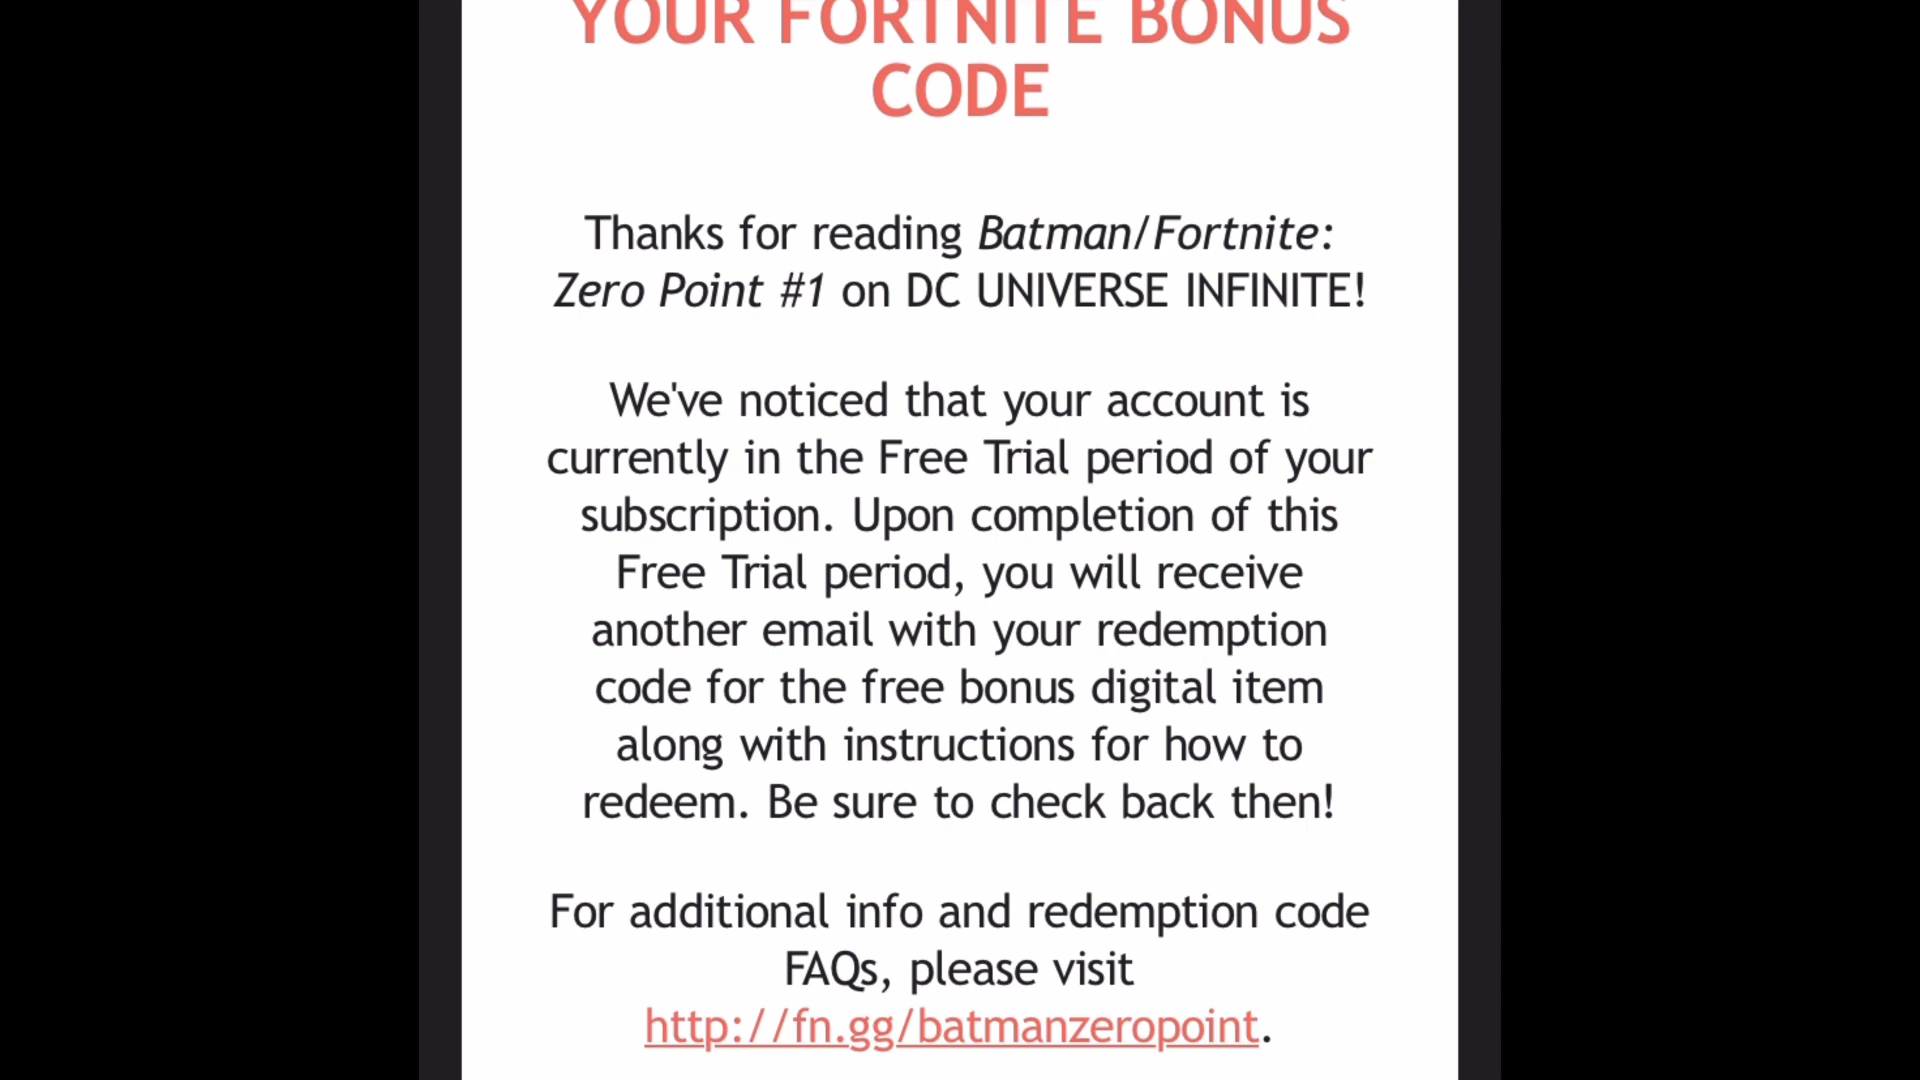 YOUR FORTNITE BONUS
CODE
Thanks for reading Batman/Fortnite:
Zero Point #1 on DC UNIVERSE INFINITE!
We've noticed that your account is
currently in the Free Trial period of your
subscription. Upon completion of this
Free Trial period, you will receive
another email with your redemption
code for the free bonus digital item
along with instructions for how to
redeem. Be sure to check back then!
For additional info and redemption code
FAQs, please visit
http://fn.gg/batmanzeropoint.